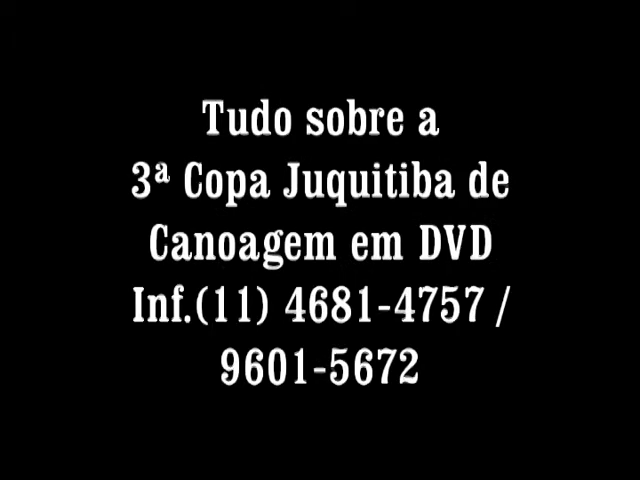 Tudo sobre a
3ª Copa Juquitiba de
Canoagem em DVD
Inf.(11) 4681-4757 /
9601-5672